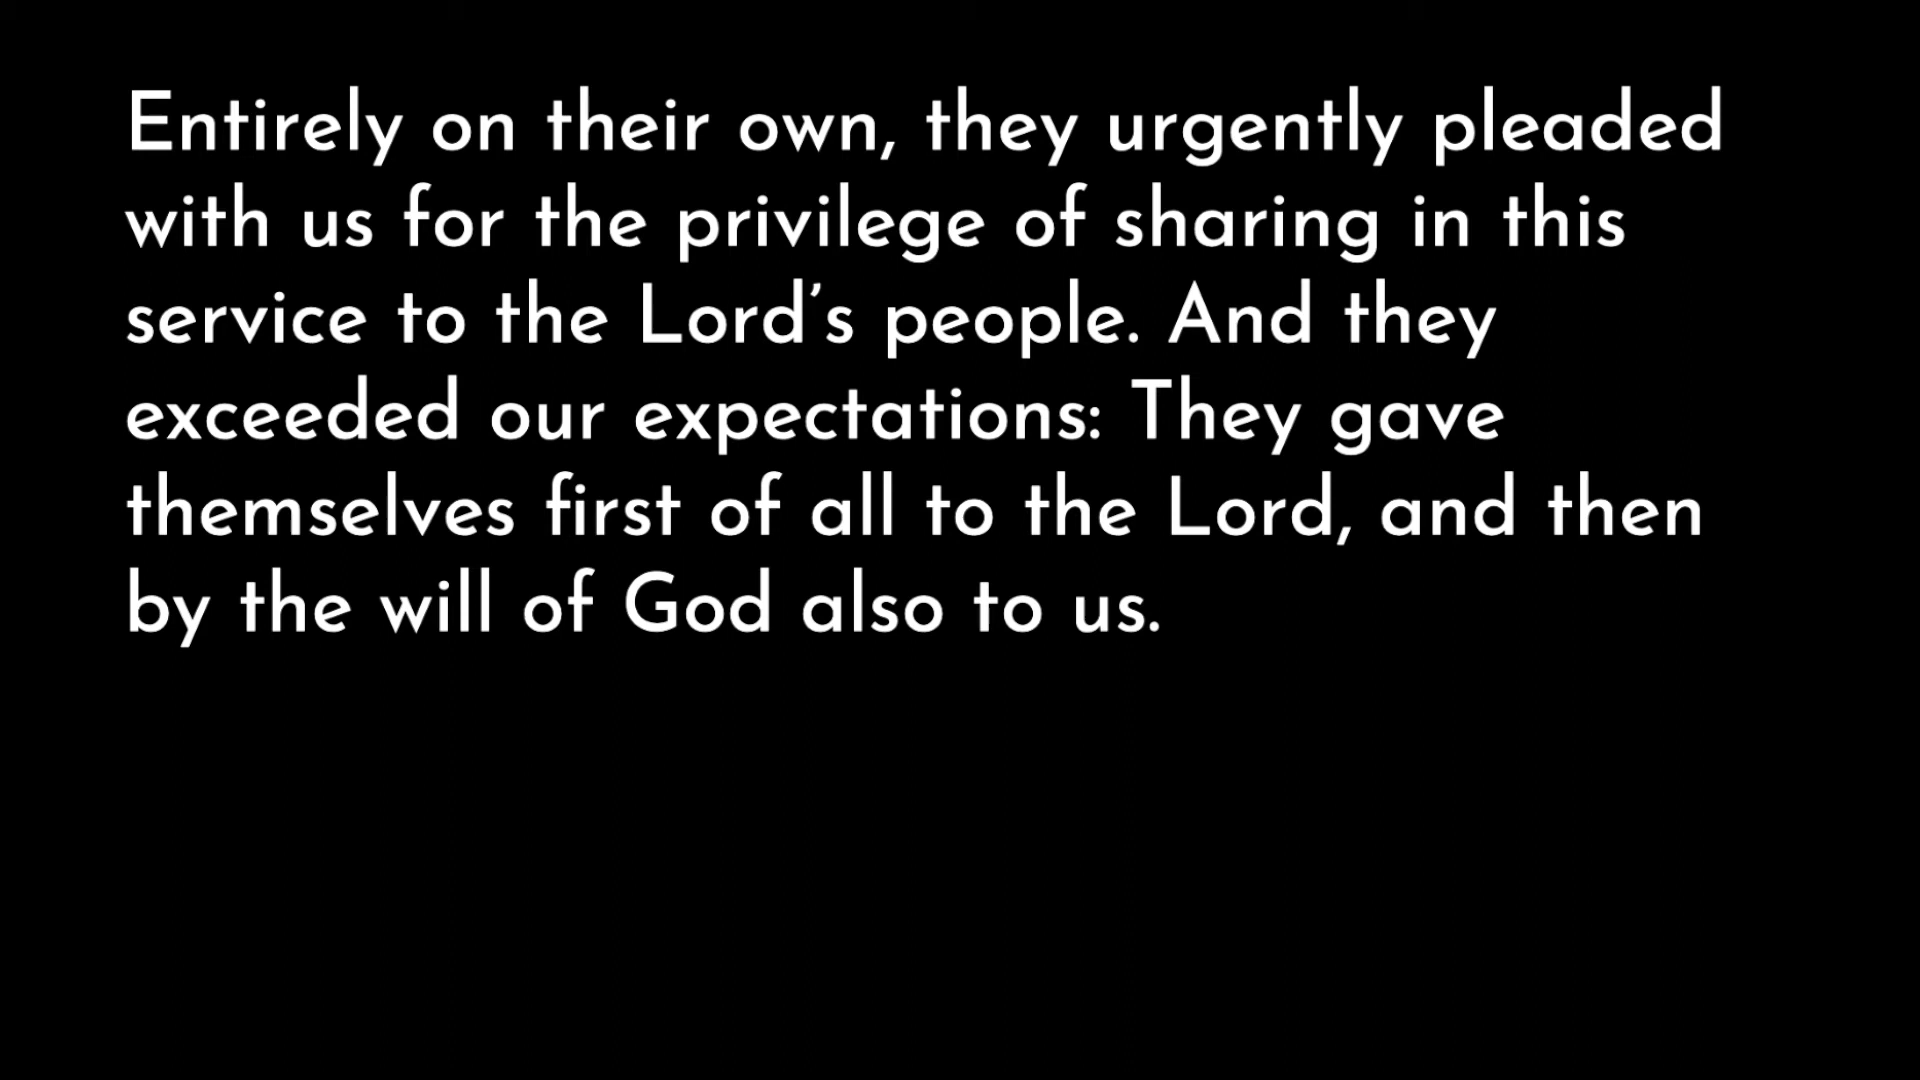 Entirely on their own, they urgently pleaded
with us for the privilege of sharing in this
service to the Lord’s people. And they
exceeded our expectations: They gave
themselves first of all to the Lord, and then
by the will of God also to us.